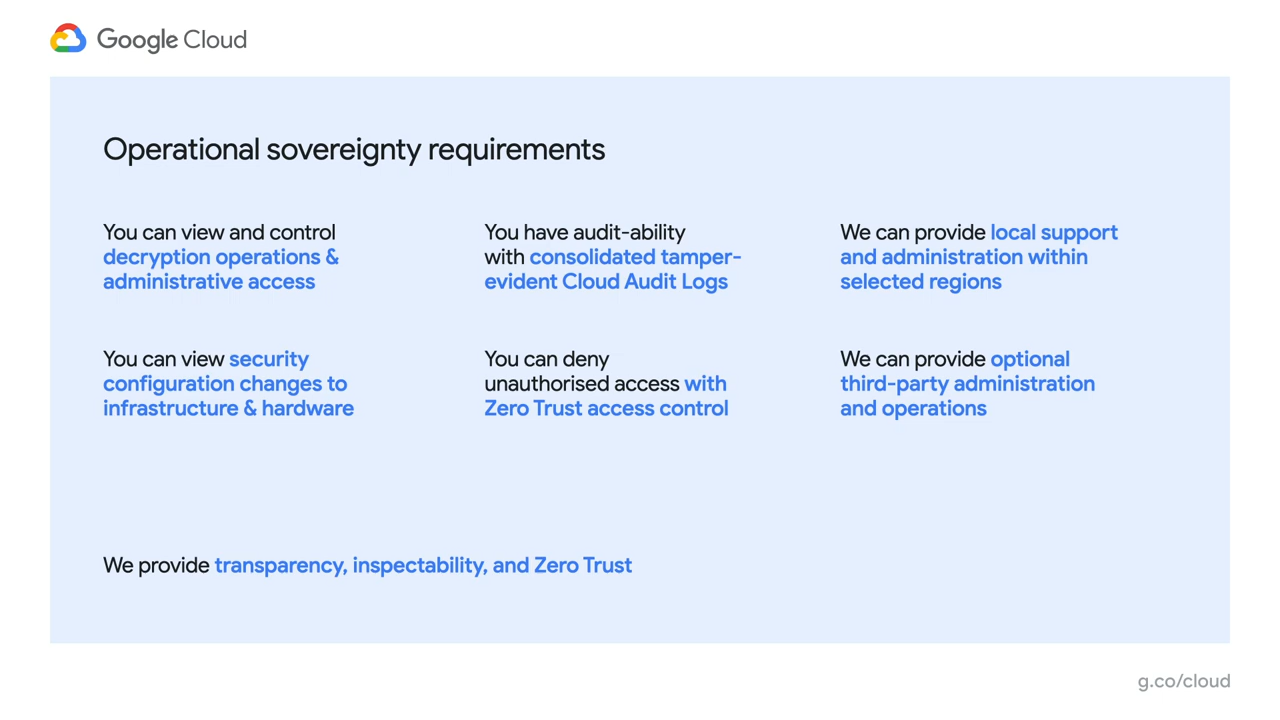 Google Cloud
Operational sovereignty requirements
You can view and control
decryption operations &
administrative access
You have audit-ability
with consolidated tamper-
evident Cloud Audit Logs
We can provide local support
and administration within
selected regions
You can view security
configuration changes to
infrastructure & hardware
You can deny
unauthorised access with
Zero Trust access control
We can provide optional
third-party administration
and operations
We provide transparency, inspectability, and Zero Trust
g.co/cloud